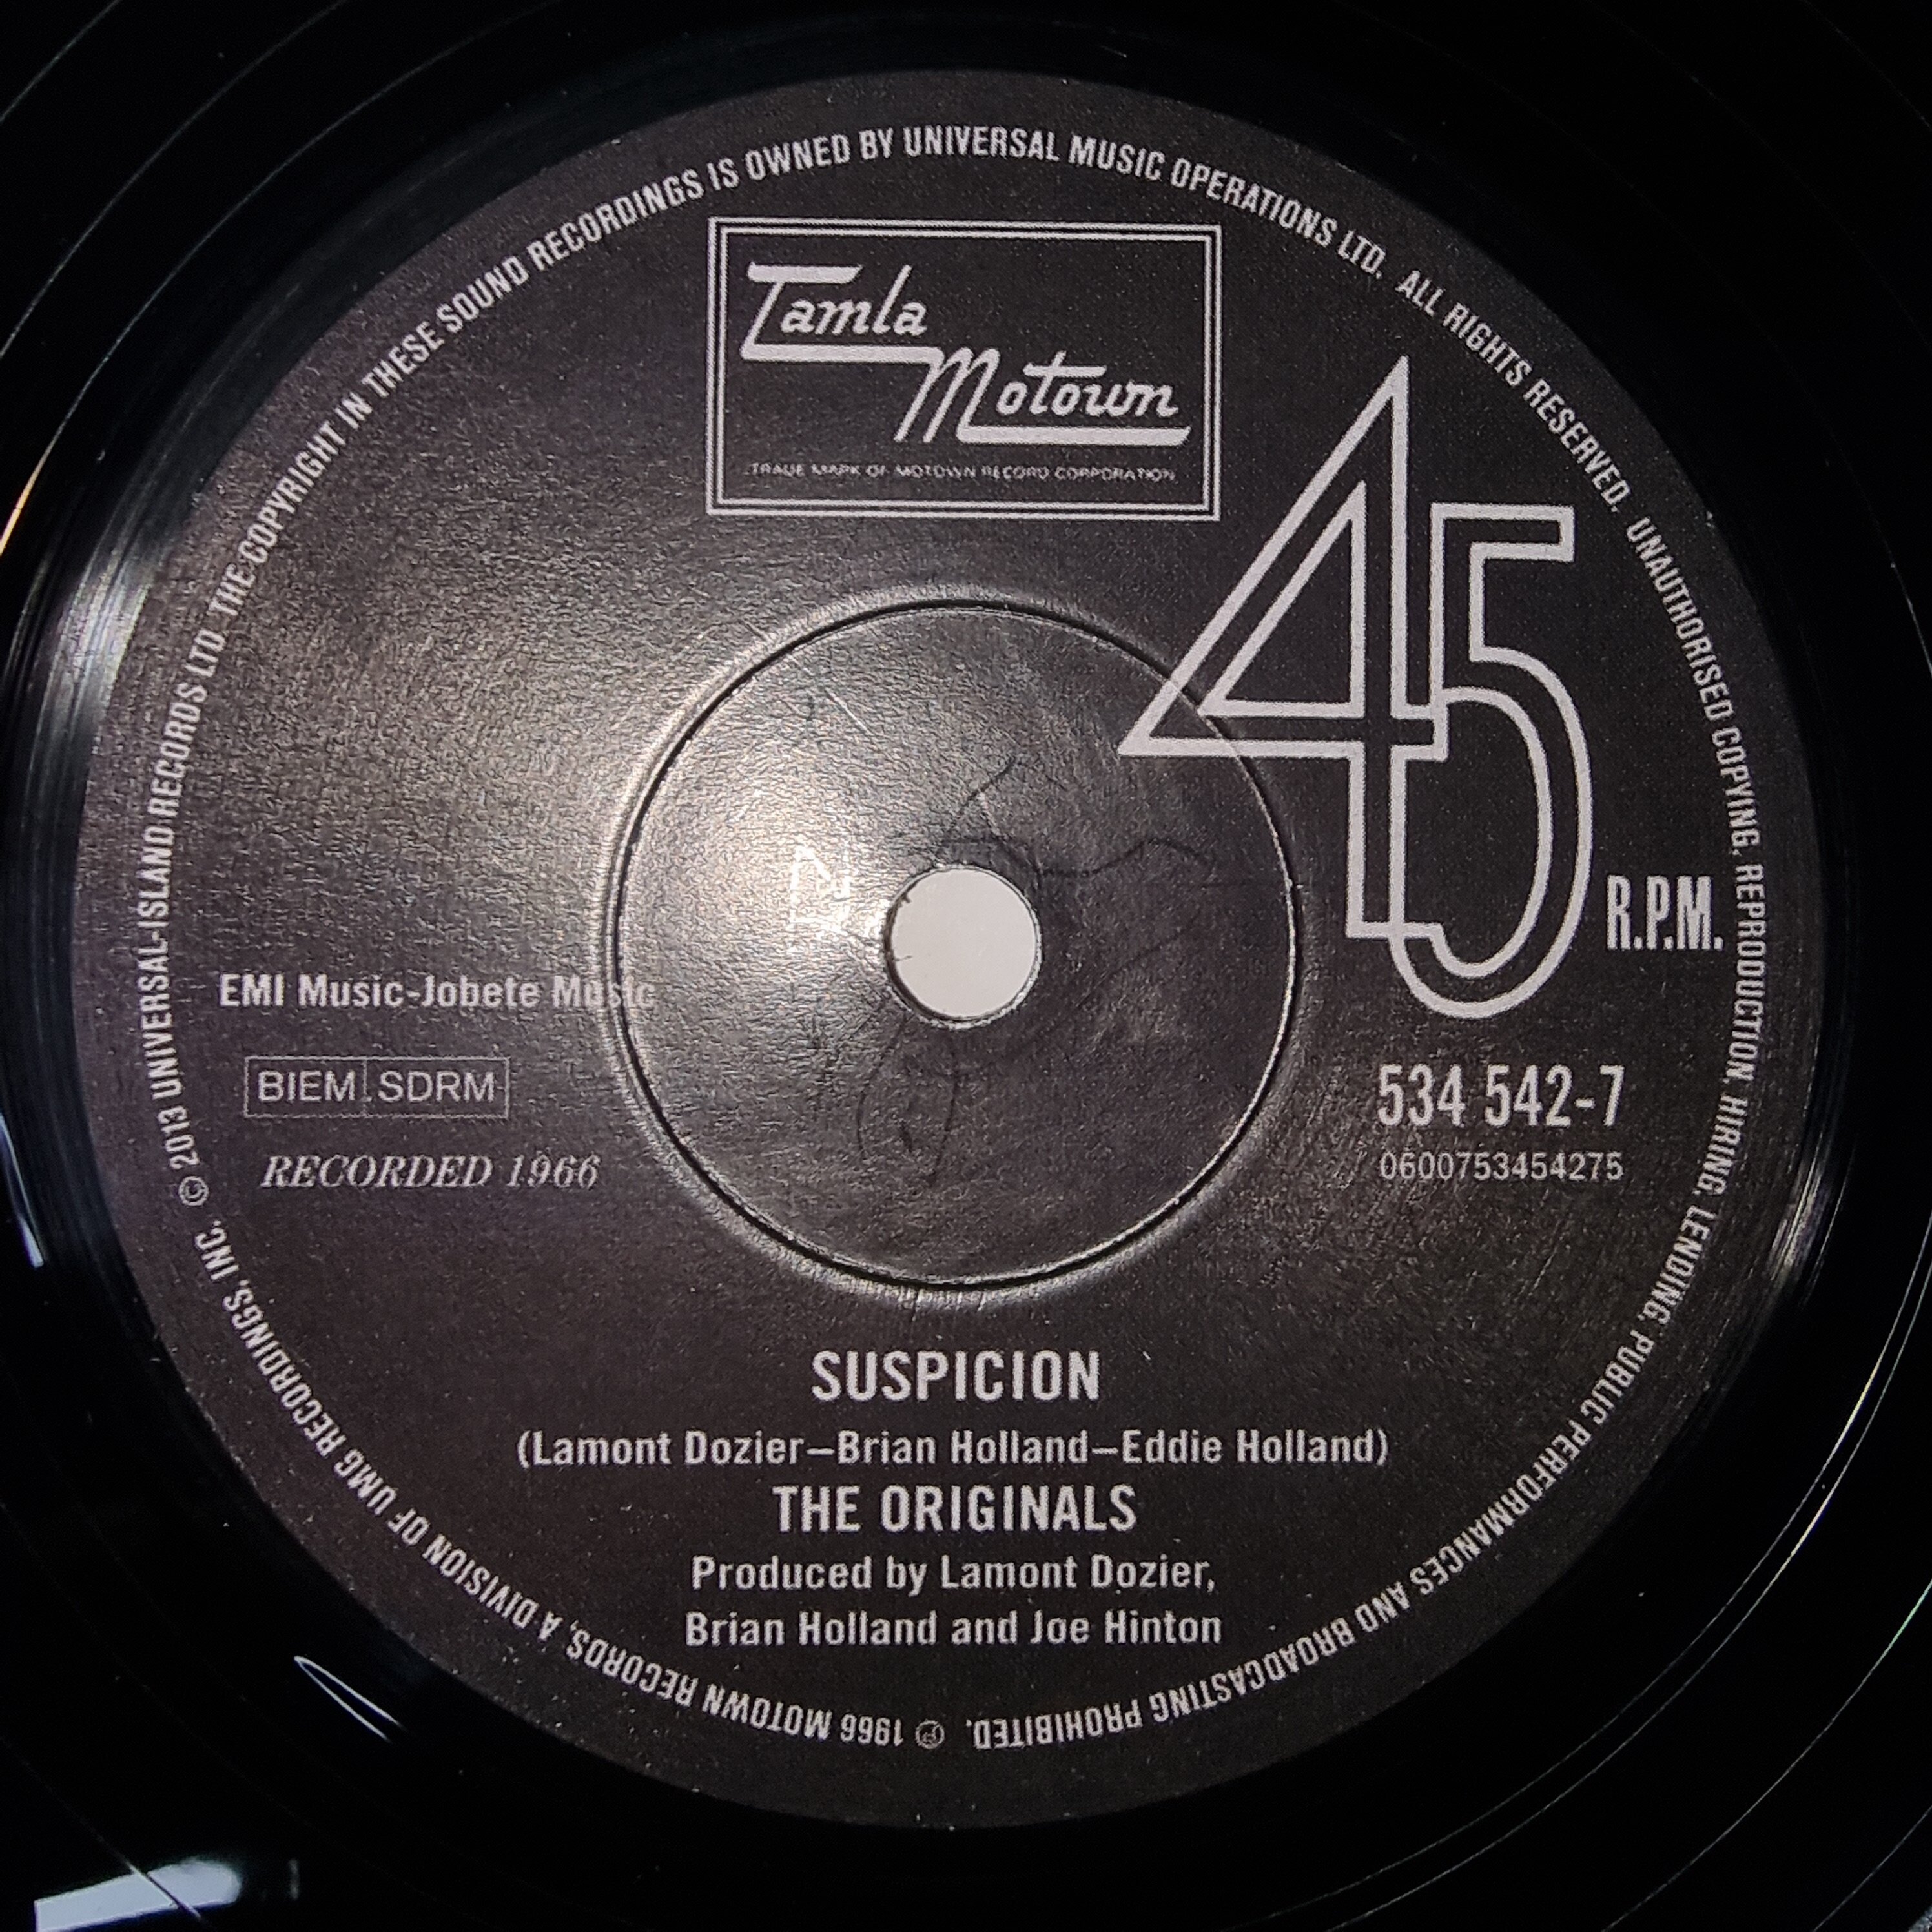 Tamla
Motown
TRADE MARK OF MOTOWN RECORD CORPORATION
45
R.P.M.
EMI Music-Jobete Music
BIEM SDRM
RECORDED 1966
534 542-7
0600753454275
SUSPICION
(Lamont Dozier–Brian Holland–Eddie Holland)
THE ORIGINALS
Produced by Lamont Dozier,
Brian Holland and Joe Hinton
℗ 1966 MOTOWN RECORDS, A DIVISION OF UMG RECORDINGS, INC. © 2013 UNIVERSAL-ISLAND RECORDS LTD. THE COPYRIGHT IN THESE SOUND RECORDINGS IS OWNED BY UNIVERSAL MUSIC OPERATIONS LTD. ALL RIGHTS RESERVED. UNAUTHORISED COPYING, REPRODUCTION, HIRING, LENDING, PUBLIC PERFORMANCES AND BROADCASTING PROHIBITED.